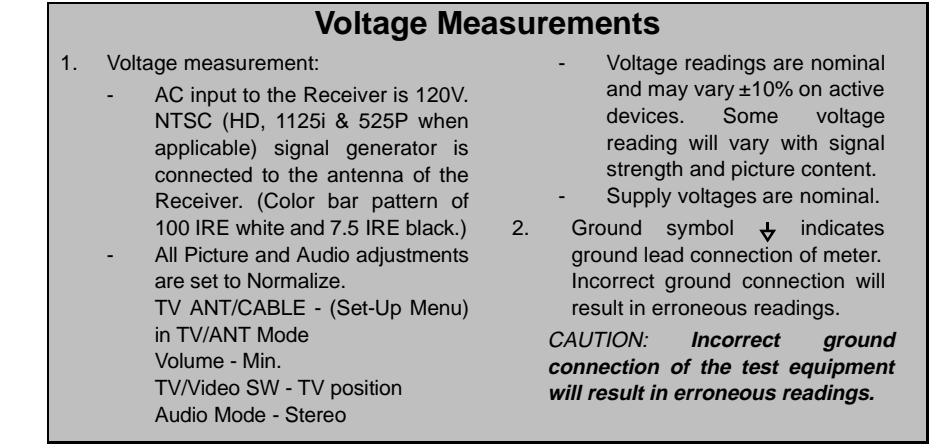 Voltage Measurements
1. Voltage measurement:
- AC input to the Receiver is 120V.
NTSC (HD, 1125i & 525P when
applicable) signal generator is
connected to the antenna of the
Receiver. (Color bar pattern of
100 IRE white and 7.5 IRE black.)
- All Picture and Audio adjustments
are set to Normalize.
TV ANT/CABLE - (Set-Up Menu)
in TV/ANT Mode
Volume - Min.
TV/Video SW - TV position
Audio Mode - Stereo
- Voltage readings are nominal
and may vary ±10% on active
devices. Some voltage
reading will vary with signal
strength and picture content.
- Supply voltages are nominal.
2. Ground symbol indicates
ground lead connection of meter.
Incorrect ground connection will
result in erroneous readings.
CAUTION: Incorrect ground
connection of the test equipment
will result in erroneous readings.